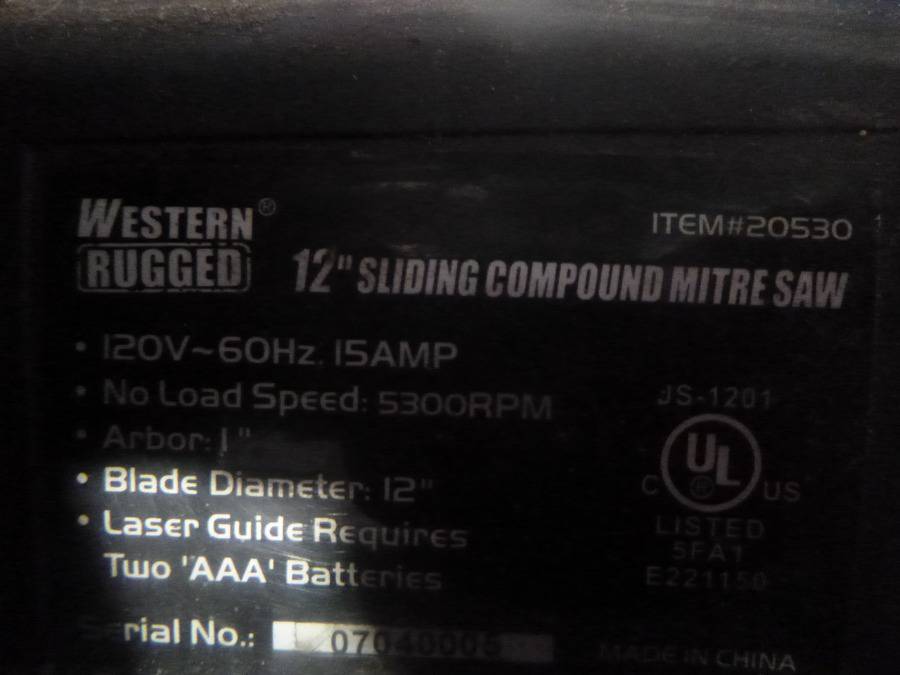 WESTERN®
RUGGED
ITEM#20530
12" SLIDING COMPOUND MITRE SAW
• 120V~60Hz. 15AMP
• No Load Speed: 5300RPM
• Arbor: 1"
• Blade Diameter: 12"
• Laser Guide Requires
Two 'AAA' Batteries
Serial No.: 07040005
JS-1201
C UL US
LISTED
5FA1
E221150
MADE IN CHINA